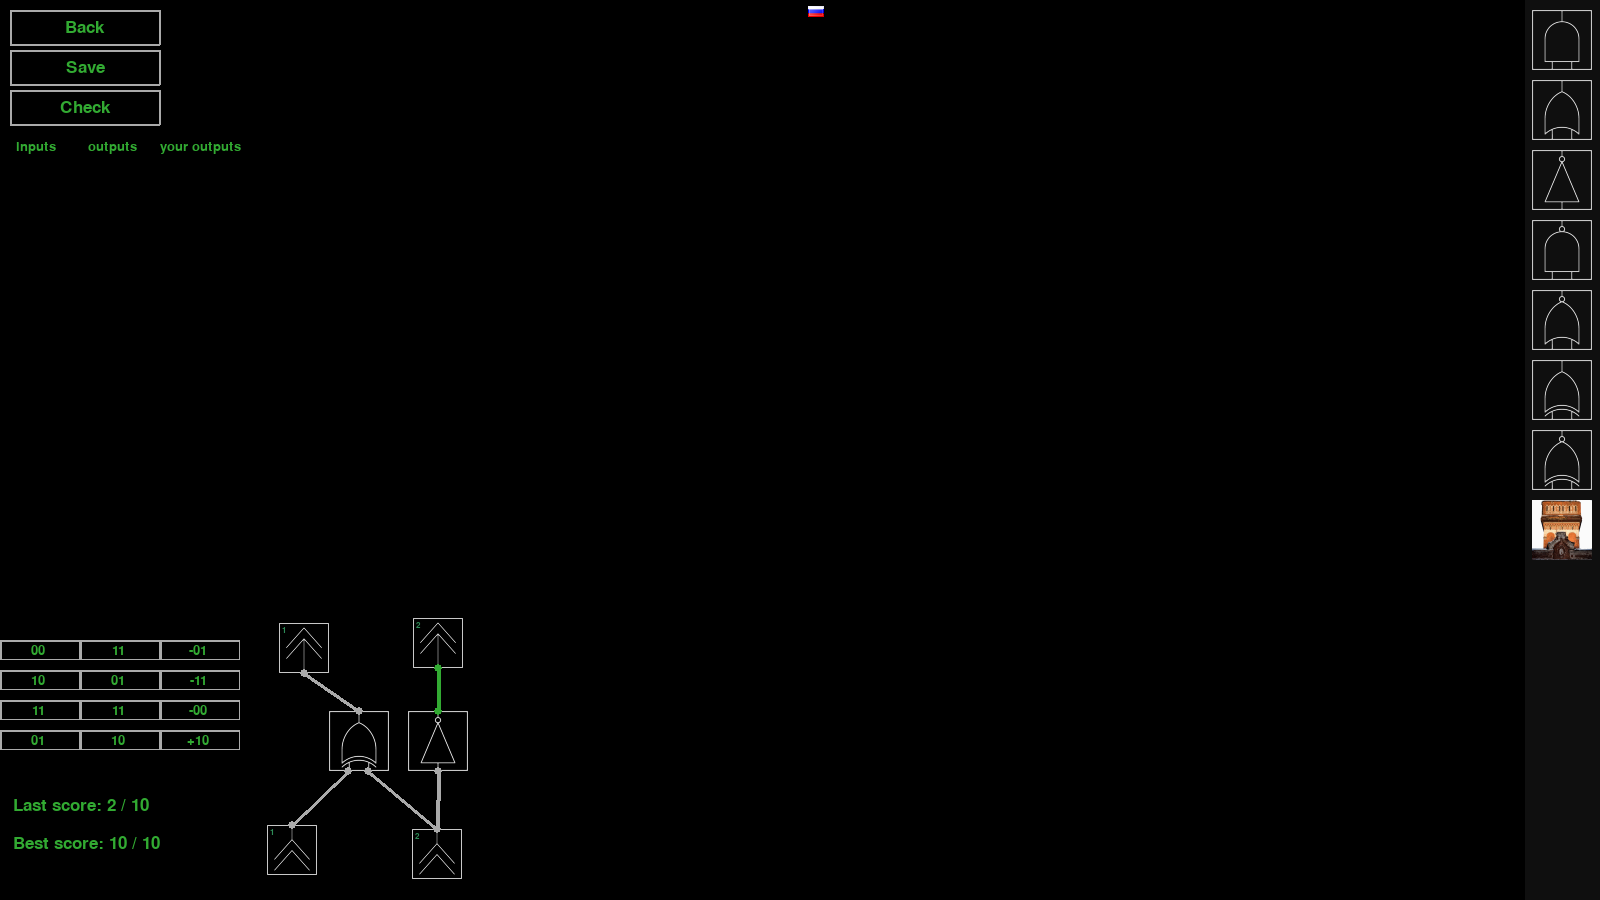 Back
Save
Check
Inputs outputs your outputs
00 11 -01
10 01 -11
11 11 -00
01 10 +10
Last score: 2 / 10
Best score: 10 / 10
1
2
1
2